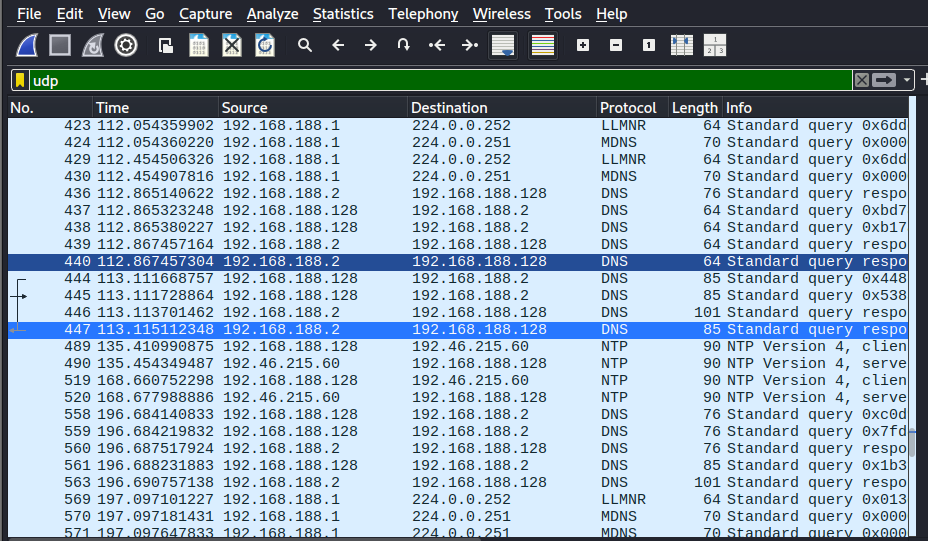 File Edit View Go Capture Analyze Statistics Telephony Wireless Tools Help
udp
No. Time Source Destination Protocol Length Info
423 112.054359902 192.168.188.1 224.0.0.252 LLMNR 64 Standard query 0x6dd
424 112.054360220 192.168.188.1 224.0.0.251 MDNS 70 Standard query 0x000
429 112.454506326 192.168.188.1 224.0.0.252 LLMNR 64 Standard query 0x6dd
430 112.454907816 192.168.188.1 224.0.0.251 MDNS 70 Standard query 0x000
436 112.865140622 192.168.188.2 192.168.188.128 DNS 76 Standard query respo
437 112.865323248 192.168.188.128 192.168.188.2 DNS 64 Standard query 0xbd7
438 112.865380227 192.168.188.128 192.168.188.2 DNS 64 Standard query 0xb17
439 112.867457164 192.168.188.2 192.168.188.128 DNS 64 Standard query respo
440 112.867457304 192.168.188.2 192.168.188.128 DNS 64 Standard query respo
444 113.111668757 192.168.188.128 192.168.188.2 DNS 85 Standard query 0x448
445 113.111728864 192.168.188.128 192.168.188.2 DNS 85 Standard query 0x538
446 113.113701462 192.168.188.2 192.168.188.128 DNS 101 Standard query respo
447 113.115112348 192.168.188.2 192.168.188.128 DNS 85 Standard query respo
489 135.410990875 192.168.188.128 192.46.215.60 NTP 90 NTP Version 4, clien
490 135.454349487 192.46.215.60 192.168.188.128 NTP 90 NTP Version 4, serve
519 168.660752298 192.168.188.128 192.46.215.60 NTP 90 NTP Version 4, clien
520 168.677988886 192.46.215.60 192.168.188.128 NTP 90 NTP Version 4, serve
558 196.684140833 192.168.188.128 192.168.188.2 DNS 76 Standard query 0xc0d
559 196.684219832 192.168.188.128 192.168.188.2 DNS 76 Standard query 0x7fd
560 196.687517924 192.168.188.2 192.168.188.128 DNS 76 Standard query respo
561 196.688231883 192.168.188.128 192.168.188.2 DNS 85 Standard query 0x1b3
563 196.690757138 192.168.188.2 192.168.188.128 DNS 101 Standard query respo
569 197.097101227 192.168.188.1 224.0.0.252 LLMNR 64 Standard query 0x013
570 197.097181431 192.168.188.1 224.0.0.251 MDNS 70 Standard query 0x000
571 197.097647833 192.168.188.1 224.0.0.251 MDNS 70 Standard query 0x000